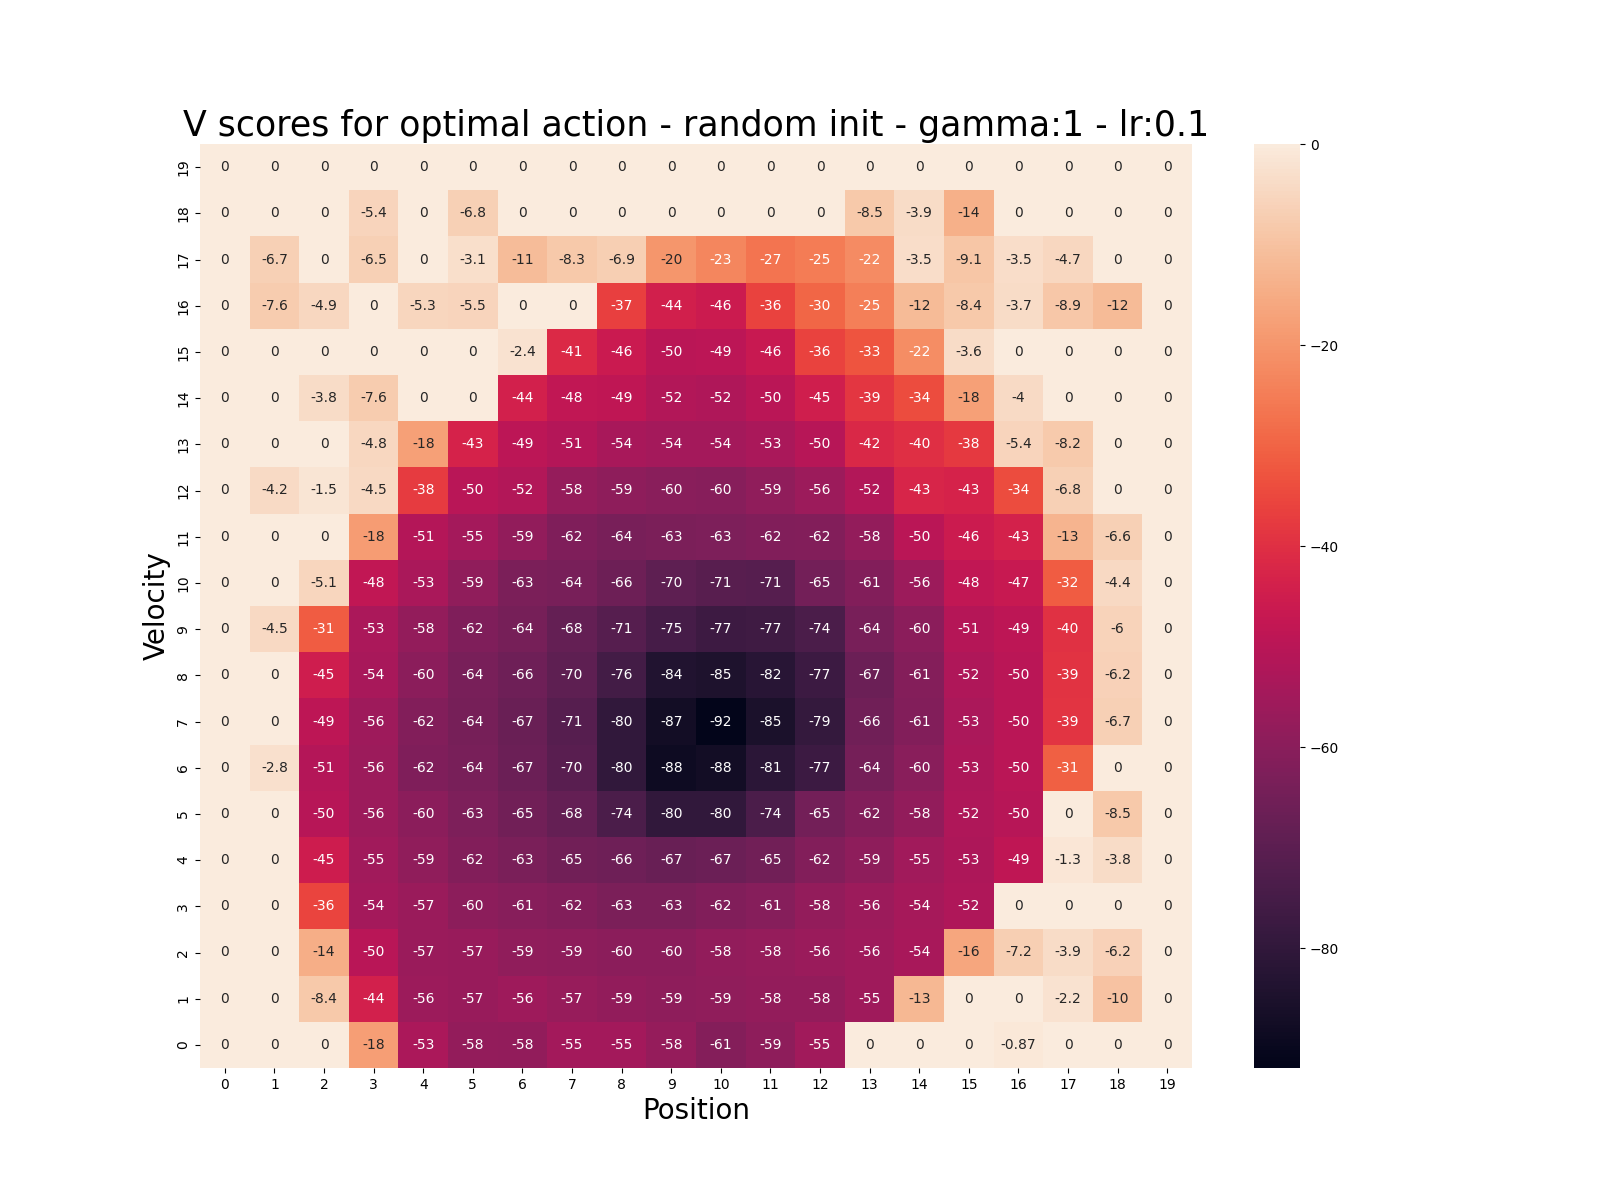 V scores for optimal action - random init - gamma:1 - lr:0.1
19 0 0 0 0 0 0 0 0 0 0 0 0 0 0 0 0 0 0 0 0
18 0 0 0 -5.4 0 -6.8 0 0 0 0 0 0 0 -8.5 -3.9 -14 0 0 0 0
17 0 -6.7 0 -6.5 0 -3.1 -11 -8.3 -6.9 -20 -23 -27 -25 -22 -3.5 -9.1 -3.5 -4.7 0 0
16 0 -7.6 -4.9 0 -5.3 -5.5 0 0 -37 -44 -46 -36 -30 -25 -12 -8.4 -3.7 -8.9 -12 0
15 0 0 0 0 0 0 -2.4 -41 -46 -50 -49 -46 -36 -33 -22 -3.6 0 0 0 0
14 0 0 -3.8 -7.6 0 0 -44 -48 -49 -52 -52 -50 -45 -39 -34 -18 -4 0 0 0
13 0 0 0 -4.8 -18 -43 -49 -51 -54 -54 -54 -53 -50 -42 -40 -38 -5.4 -8.2 0 0
12 0 -4.2 -1.5 -4.5 -38 -50 -52 -58 -59 -60 -60 -59 -56 -52 -43 -43 -34 -6.8 0 0
11 0 0 0 -18 -51 -55 -59 -62 -64 -63 -63 -62 -62 -58 -50 -46 -43 -13 -6.6 0
10 0 0 -5.1 -48 -53 -59 -63 -64 -66 -70 -71 -71 -65 -61 -56 -48 -47 -32 -4.4 0
9 0 -4.5 -31 -53 -58 -62 -64 -68 -71 -75 -77 -77 -74 -64 -60 -51 -49 -40 -6 0
8 0 0 -45 -54 -60 -64 -66 -70 -76 -84 -85 -82 -77 -67 -61 -52 -50 -39 -6.2 0
7 0 0 -49 -56 -62 -64 -67 -71 -80 -87 -92 -85 -79 -66 -61 -53 -50 -39 -6.7 0
6 0 -2.8 -51 -56 -62 -64 -67 -70 -80 -88 -88 -81 -77 -64 -60 -53 -50 -31 0 0
5 0 0 -50 -56 -60 -63 -65 -68 -74 -80 -80 -74 -65 -62 -58 -52 -50 0 -8.5 0
4 0 0 -45 -55 -59 -62 -63 -65 -66 -67 -67 -65 -62 -59 -55 -53 -49 -1.3 -3.8 0
3 0 0 -36 -54 -57 -60 -61 -62 -63 -63 -62 -61 -58 -56 -54 -52 0 0 0 0
2 0 0 -14 -50 -57 -57 -59 -59 -60 -60 -58 -58 -56 -56 -54 -16 -7.2 -3.9 -6.2 0
1 0 0 -8.4 -44 -56 -57 -56 -57 -59 -59 -59 -58 -58 -55 -13 0 0 -2.2 -10 0
0 0 0 0 -18 -53 -58 -58 -55 -55 -58 -61 -59 -55 0 0 0 -0.87 0 0 0
0 1 2 3 4 5 6 7 8 9 10 11 12 13 14 15 16 17 18 19
Position
Velocity
0
−20
−40
−60
−80